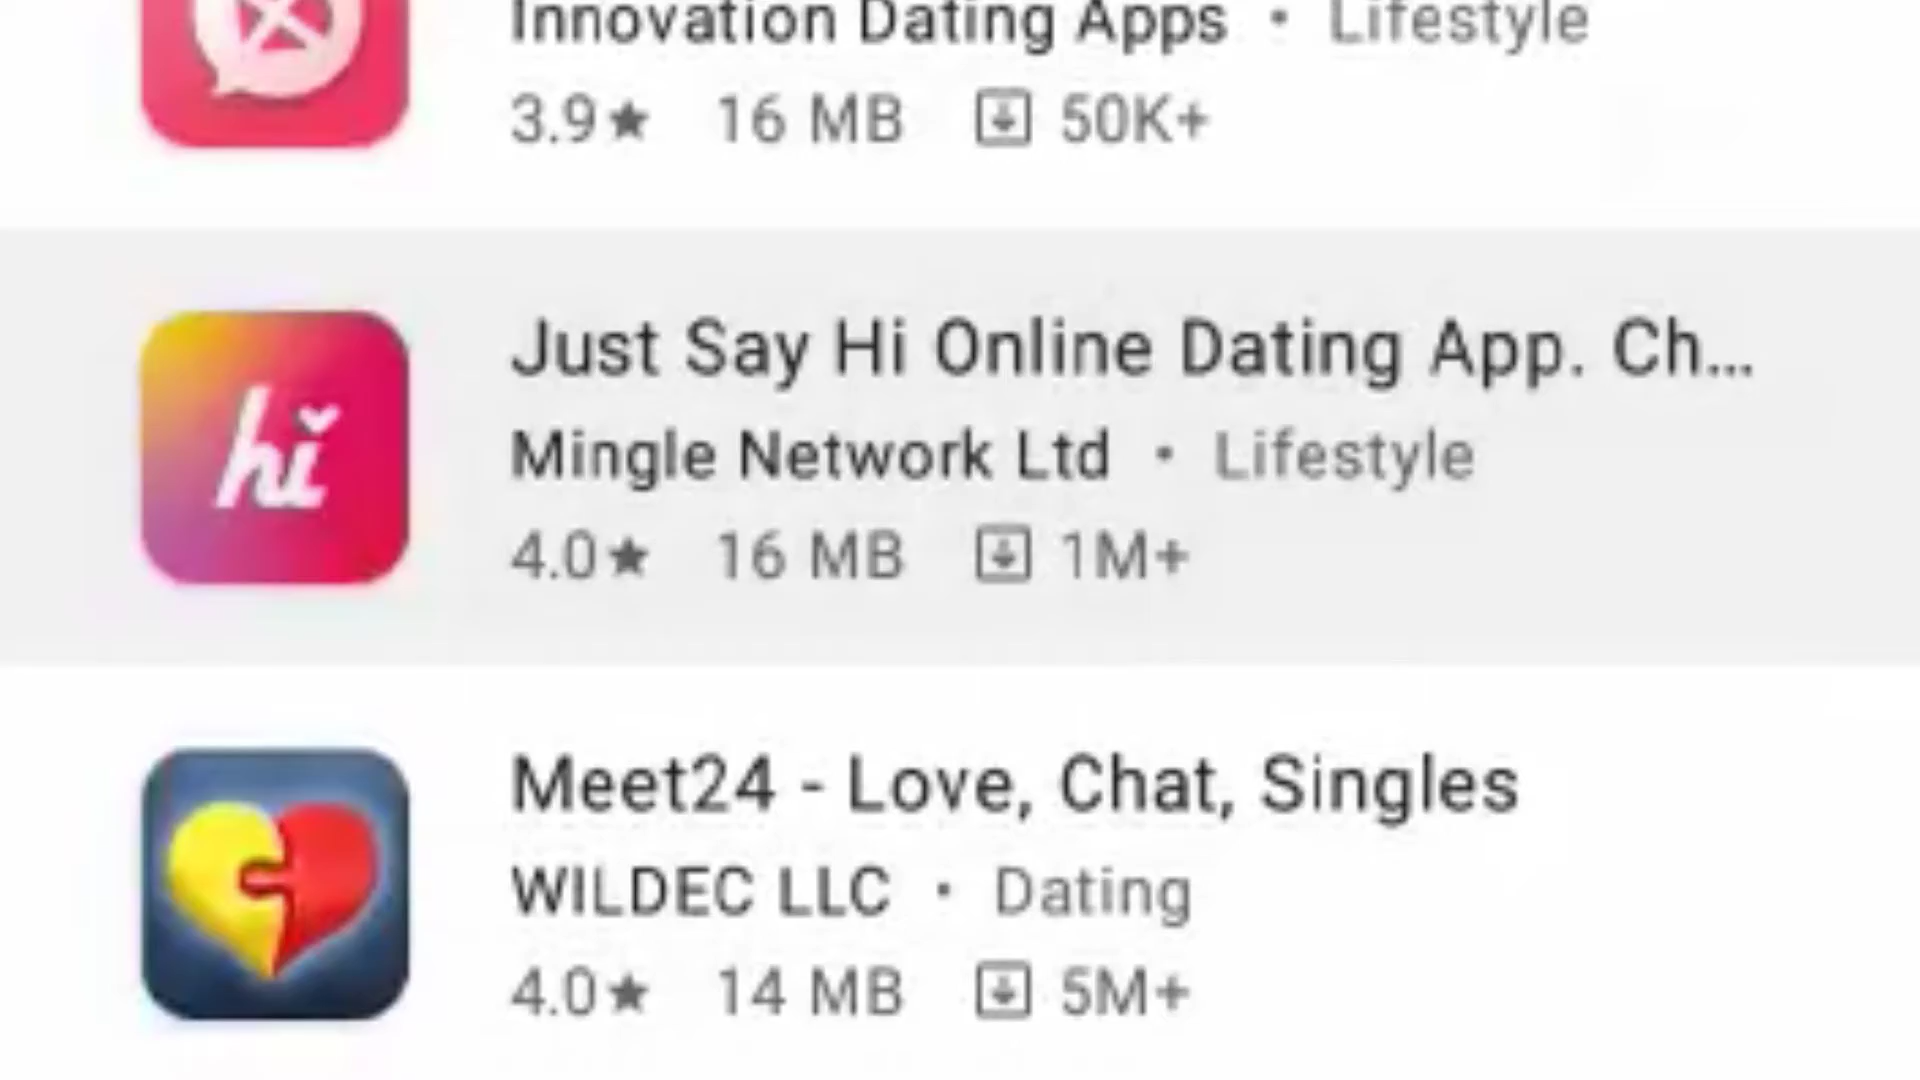 Innovation Dating Apps • Lifestyle
3.9★ 16 MB 50K+
hi
Just Say Hi Online Dating App. Ch...
Mingle Network Ltd • Lifestyle
4.0★ 16 MB 1M+
Meet24 - Love, Chat, Singles
WILDEC LLC • Dating
4.0★ 14 MB 5M+